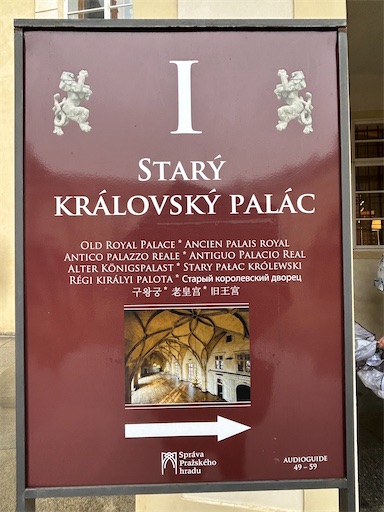 I
STARÝ
KRÁLOVSKÝ PALÁC
OLD ROYAL PALACE * ANCIEN PALAIS ROYAL
ANTICO PALAZZO REALE * ANTIGUO PALACIO REAL
ALTER KÖNIGSPALAST * STARY PAŁAC KRÓLEWSKI
RÉGI KIRÁLYI PALOTA * Старый королевский дворец
구왕궁 * 老皇宫 * 旧王宮
Správa
Pražského
hradu
AUDIOGUIDE
49 – 59